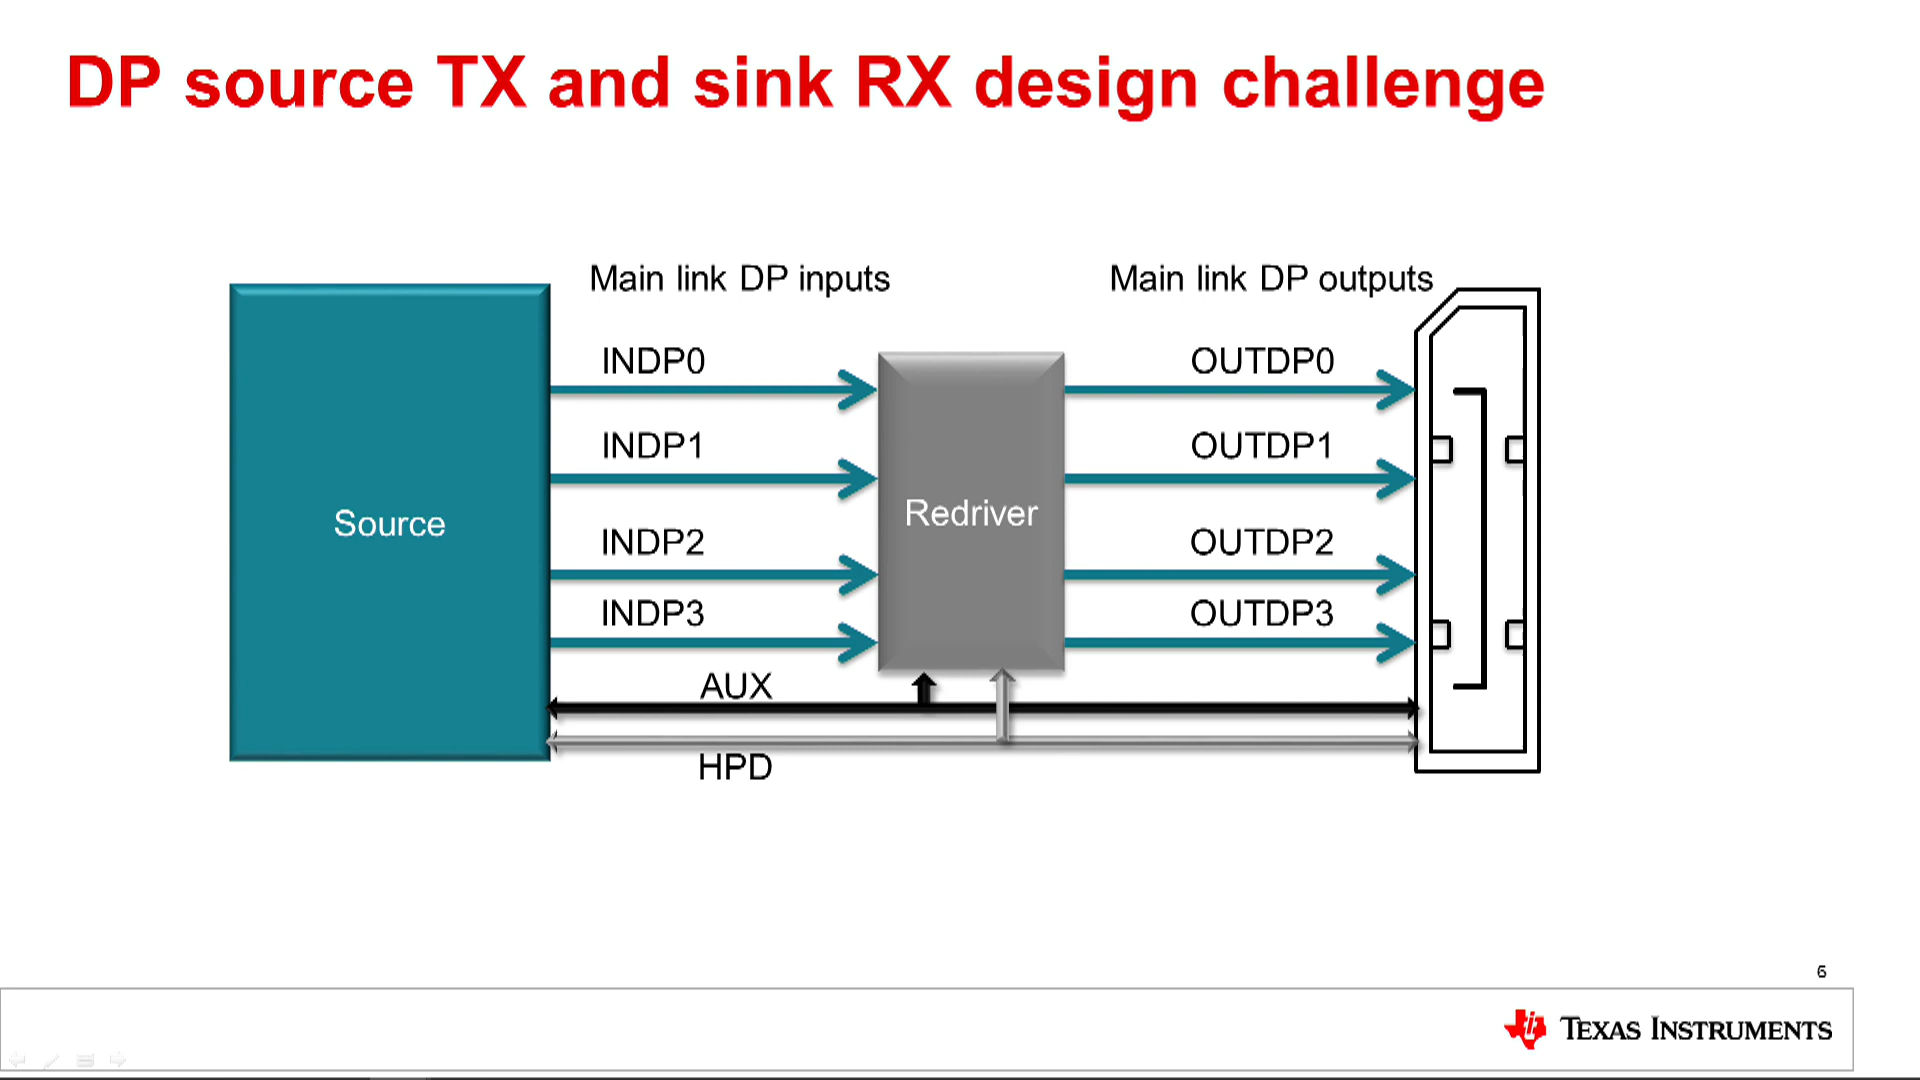 DP source TX and sink RX design challenge
Main link DP inputs
Main link DP outputs
INDP0
OUTDP0
INDP1
OUTDP1
Source
Redriver
INDP2
OUTDP2
INDP3
OUTDP3
AUX
HPD
6
TEXAS INSTRUMENTS